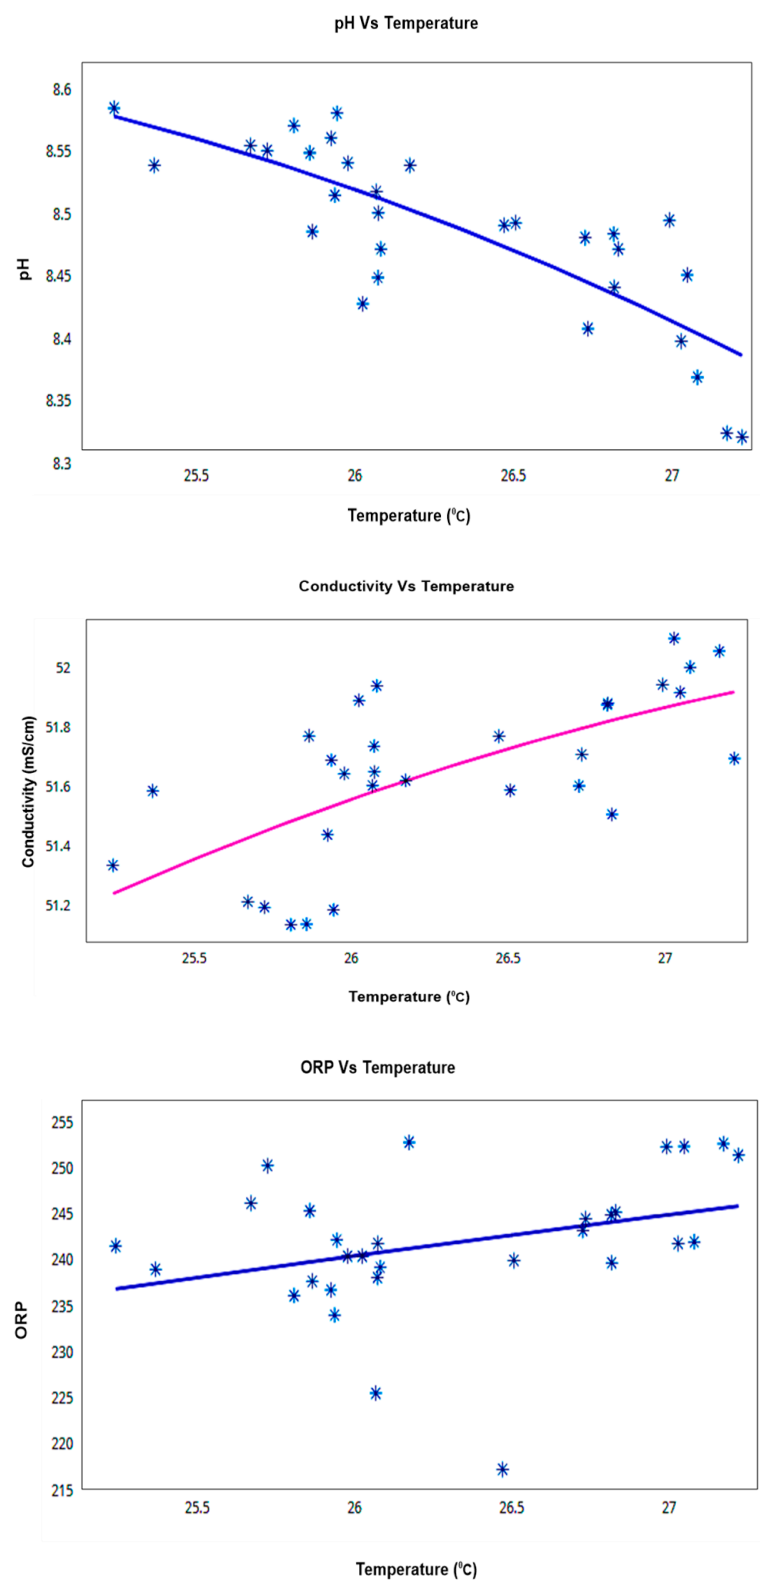 pH Vs Temperature
8.6
8.55
8.5
8.45
8.4
8.35
8.3
pH
25.5 26 26.5 27
Temperature (⁰C)
Conductivity Vs Temperature
52
51.8
51.6
51.4
51.2
Conductivity (mS/cm)
25.5 26 26.5 27
Temperature (⁰C)
ORP Vs Temperature
255
250
245
240
235
230
225
220
215
ORP
25.5 26 26.5 27
Temperature (⁰C)